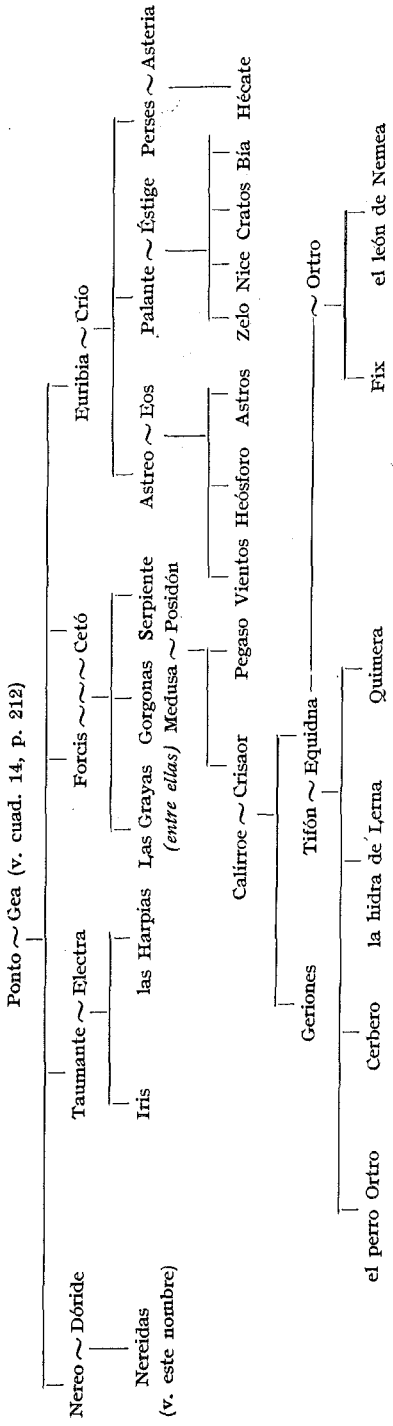 Ponto ~ Gea (v. cuad. 14, p. 212)
Nereo ~ Dóride Taumante ~ Electra Forcis ~ ~ ~ Cetó Euribia ~ Crío
Nereidas Iris las Harpías Las Grayas Gorgonas Serpiente Astreo ~ Eos Palante ~ Éstige Perses ~ Asteria
(v. este nombre) (entre ellas) Medusa ~ Posidón
Calirroe ~ Crisaor Pegaso Vientos Heósforo Astros Zelo Nice Cratos Bía Hécate
Geriones Tifón ~ Equidna ~ Ortro
el perro Ortro Cerbero la hidra de Lerna Quimera Fix el león de Nemea